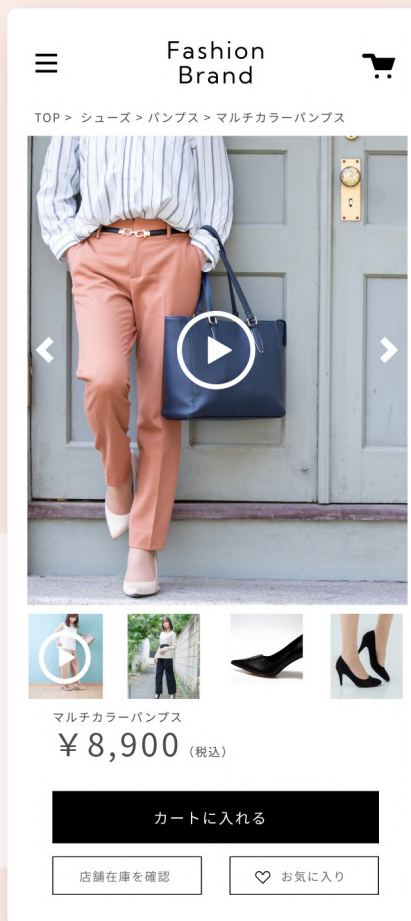 Fashion
Brand
TOP > シューズ > パンプス > マルチカラーパンプス
マルチカラーパンプス
￥8,900（税込）
カートに入れる
店舗在庫を確認
お気に入り